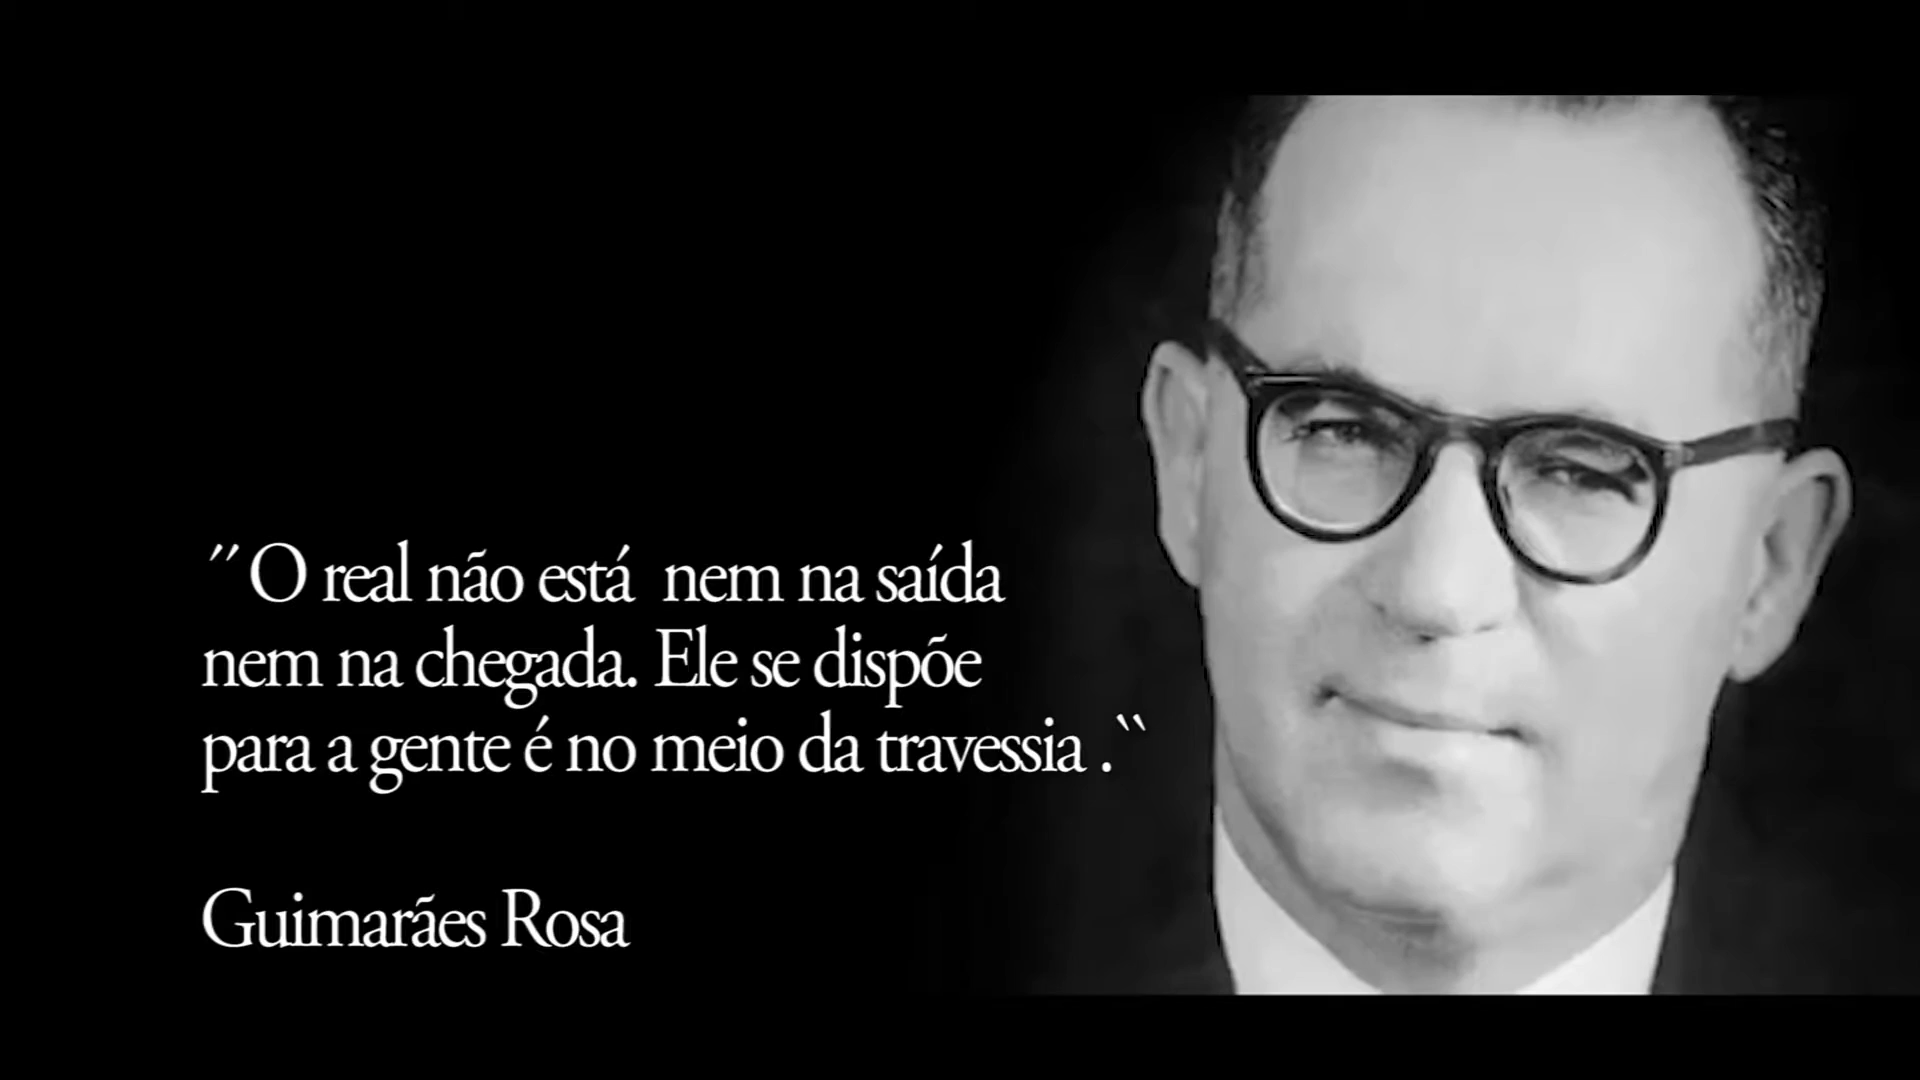 "O real não está nem na saída
nem na chegada. Ele se dispõe
para a gente é no meio da travessia ."
Guimarães Rosa